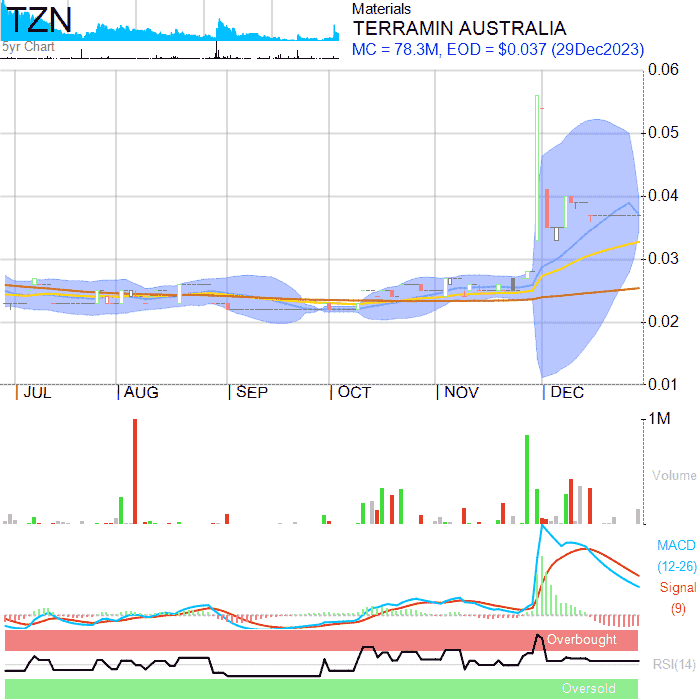 TZN
5yr Chart
Materials
TERRAMIN AUSTRALIA
MC = 78.3M, EOD = $0.037 (29Dec2023)
0.06
0.05
0.04
0.03
0.02
0.01
JUL AUG SEP OCT NOV DEC
1M
Volume
MACD
(12-26)
Signal
(9)
Overbought
RSI(14)
Oversold